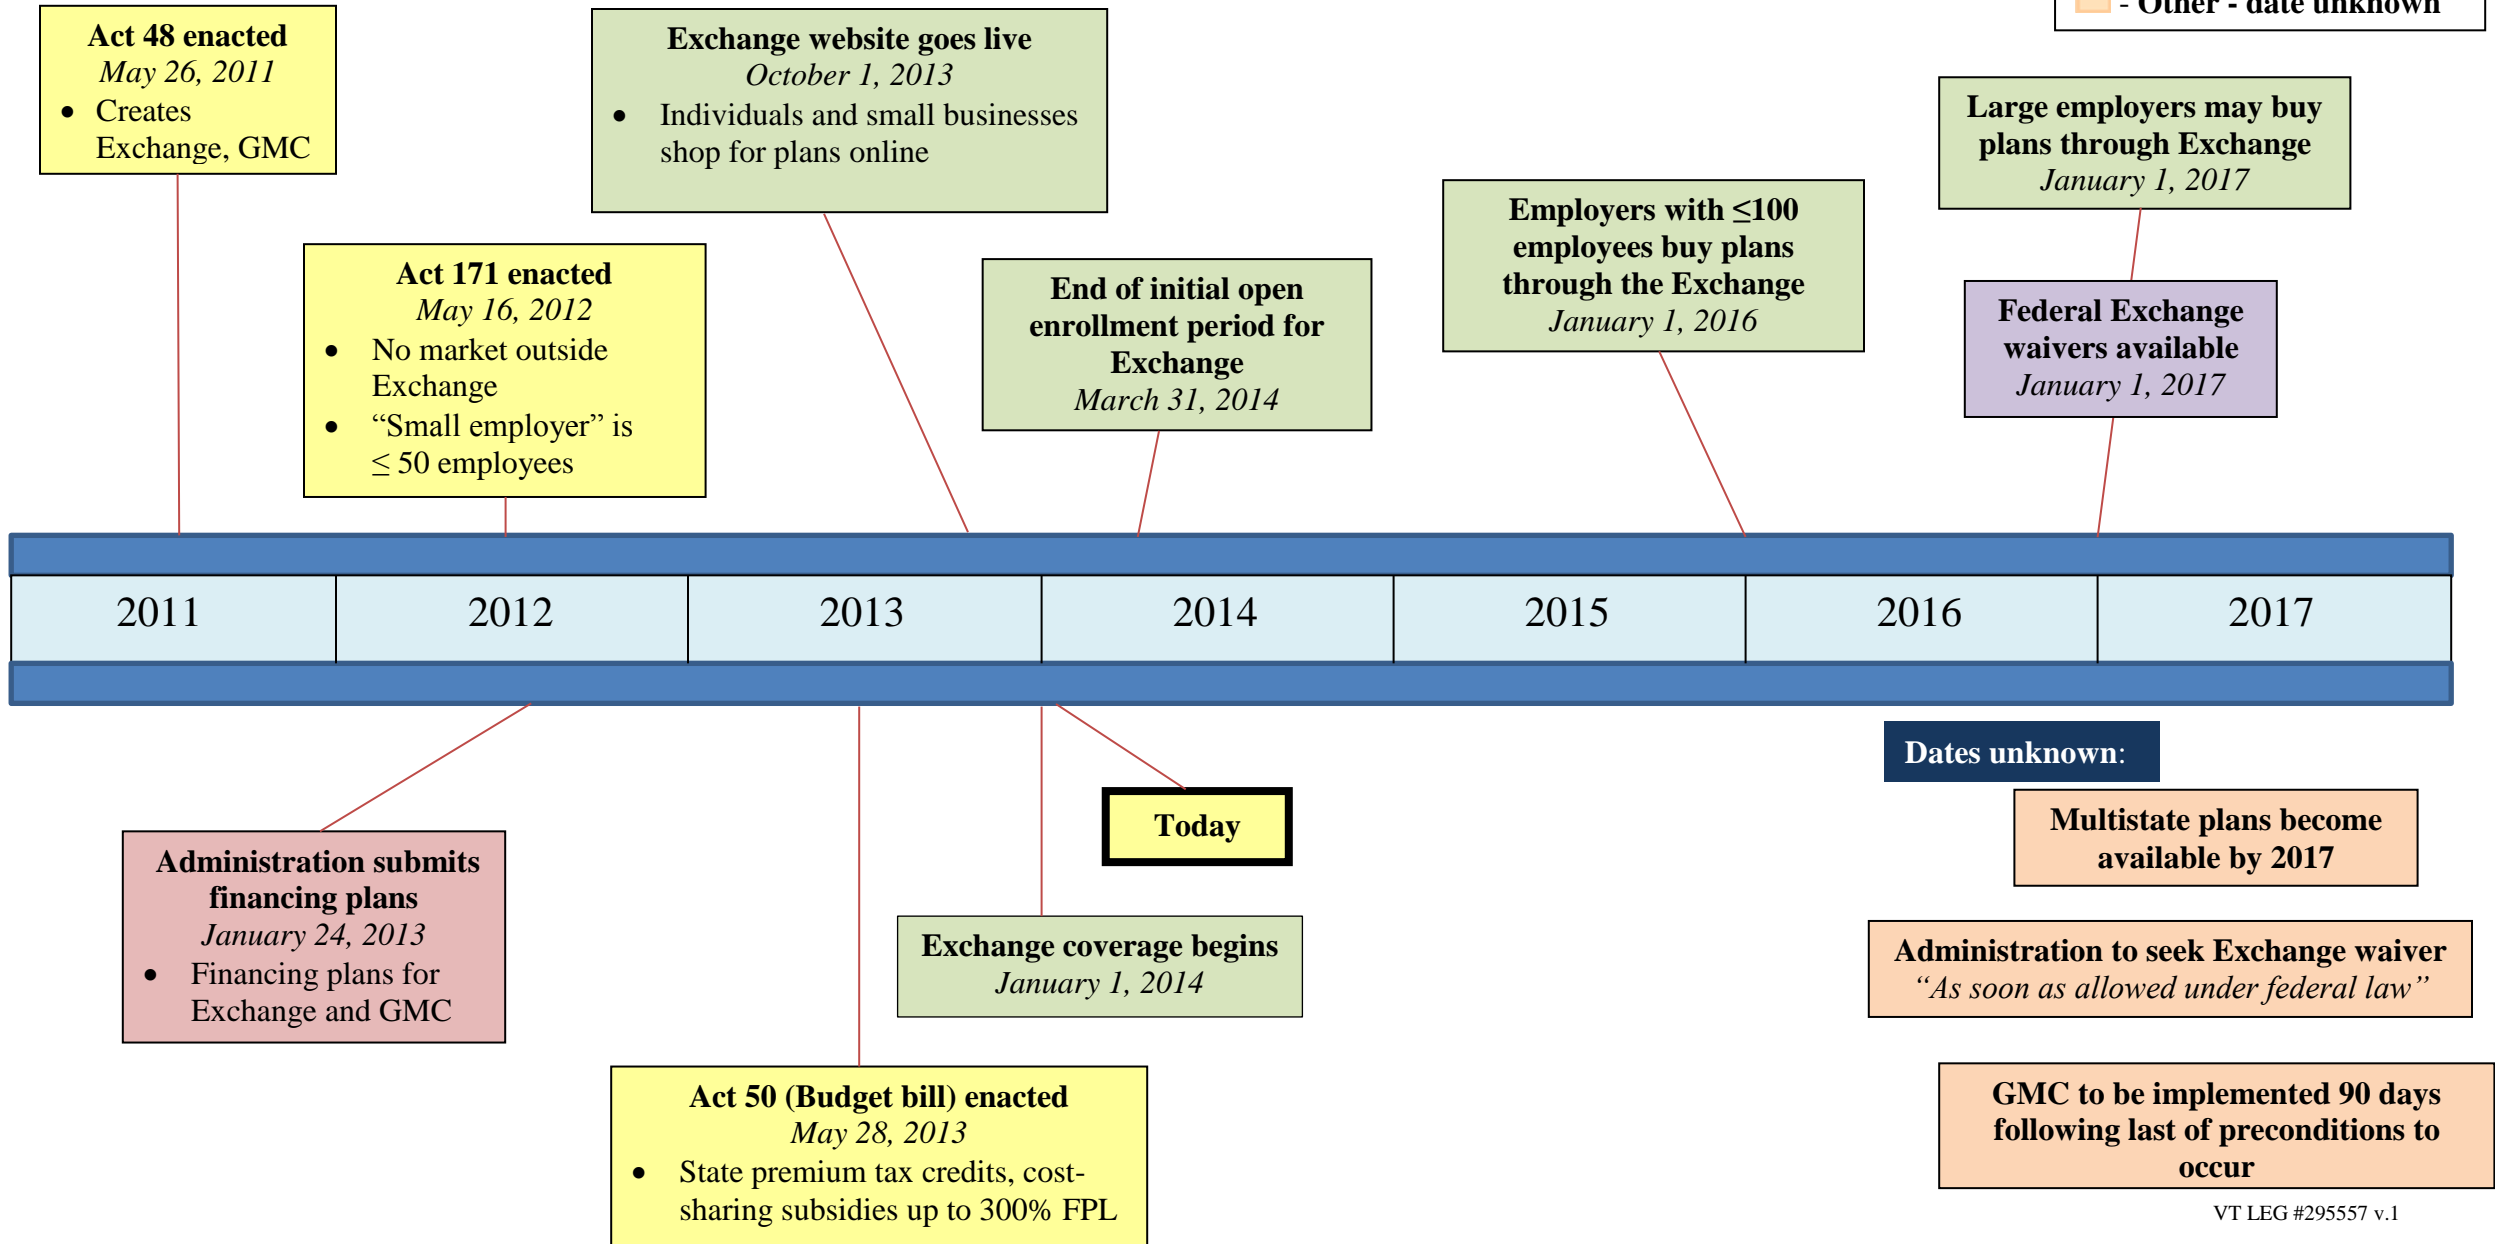 - Other - date unknown
Act 48 enacted
May 26, 2011
• Creates
Exchange, GMC
Exchange website goes live
October 1, 2013
• Individuals and small businesses
shop for plans online
Large employers may buy
plans through Exchange
January 1, 2017
Employers with ≤100
employees buy plans
through the Exchange
January 1, 2016
Act 171 enacted
May 16, 2012
• No market outside
Exchange
• “Small employer” is
≤ 50 employees
End of initial open
enrollment period for
Exchange
March 31, 2014
Federal Exchange
waivers available
January 1, 2017
2011
2012
2013
2014
2015
2016
2017
Dates unknown:
Today
Multistate plans become
available by 2017
Administration submits
financing plans
January 24, 2013
• Financing plans for
Exchange and GMC
Exchange coverage begins
January 1, 2014
Administration to seek Exchange waiver
“As soon as allowed under federal law”
Act 50 (Budget bill) enacted
May 28, 2013
• State premium tax credits, cost-
sharing subsidies up to 300% FPL
GMC to be implemented 90 days
following last of preconditions to
occur
VT LEG #295557 v.1